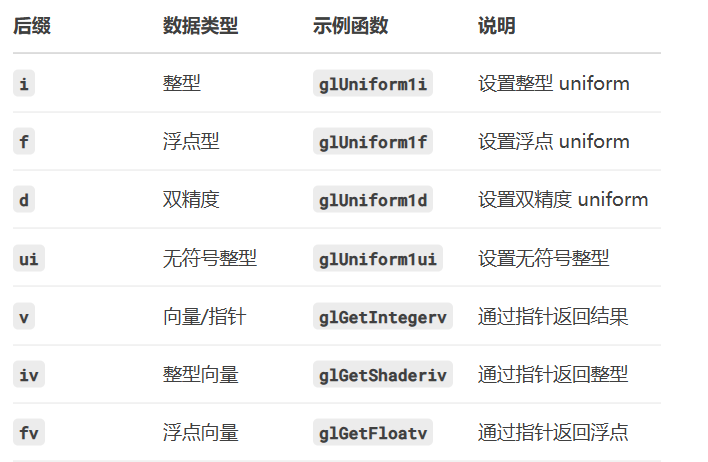 后缀 数据类型 示例函数 说明
i 整型 glUniform1i 设置整型 uniform
f 浮点型 glUniform1f 设置浮点 uniform
d 双精度 glUniform1d 设置双精度 uniform
ui 无符号整型 glUniform1ui 设置无符号整型
v 向量/指针 glGetIntegerv 通过指针返回结果
iv 整型向量 glGetShaderiv 通过指针返回整型
fv 浮点向量 glGetFloatv 通过指针返回浮点